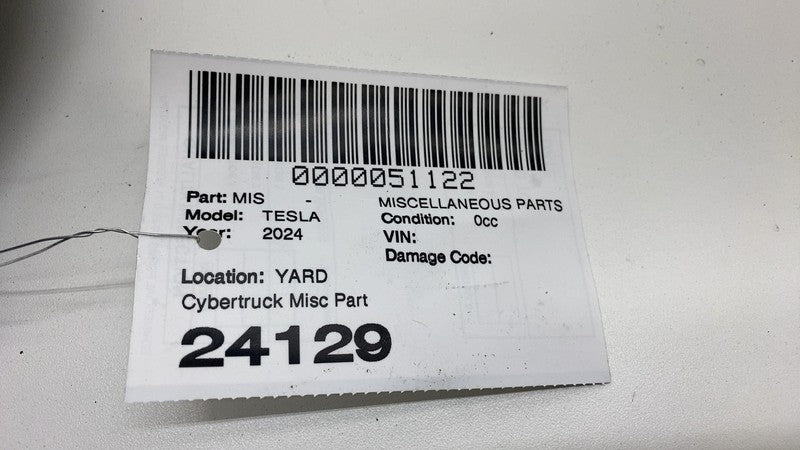 0000051122
Part: MIS - MISCELLANEOUS PARTS
Model: TESLA Condition: 0cc
Year: 2024 VIN:
Damage Code:
Location: YARD
Cybertruck Misc Part
24129